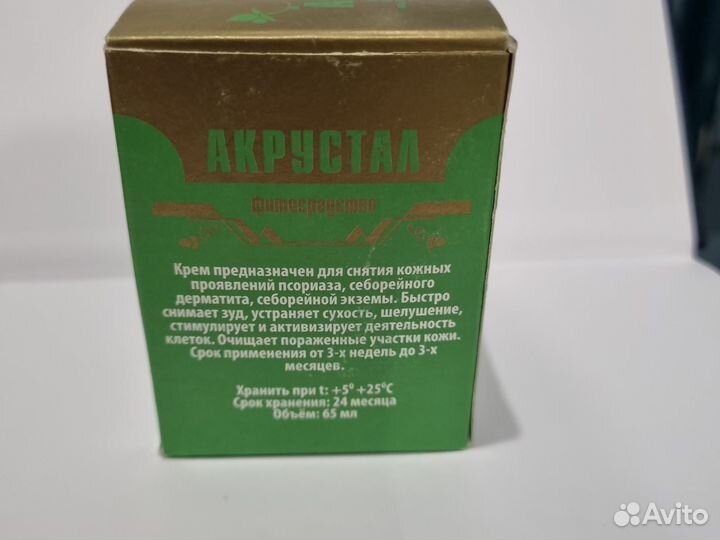 АКРУСТАЛ
Крем предназначен для снятия кожных
проявлений псориаза, себорейного
дерматита, себорейной экземы. Быстро
снимает зуд, устраняет сухость, шелушение,
стимулирует и активизирует деятельность
клеток. Очищает пораженные участки кожи.
Срок применения от 3-х недель до 3-х
месяцев.
Хранить при t: +5⁰ +25⁰С
Срок хранения: 24 месяца
Объём: 65 мл
Avito